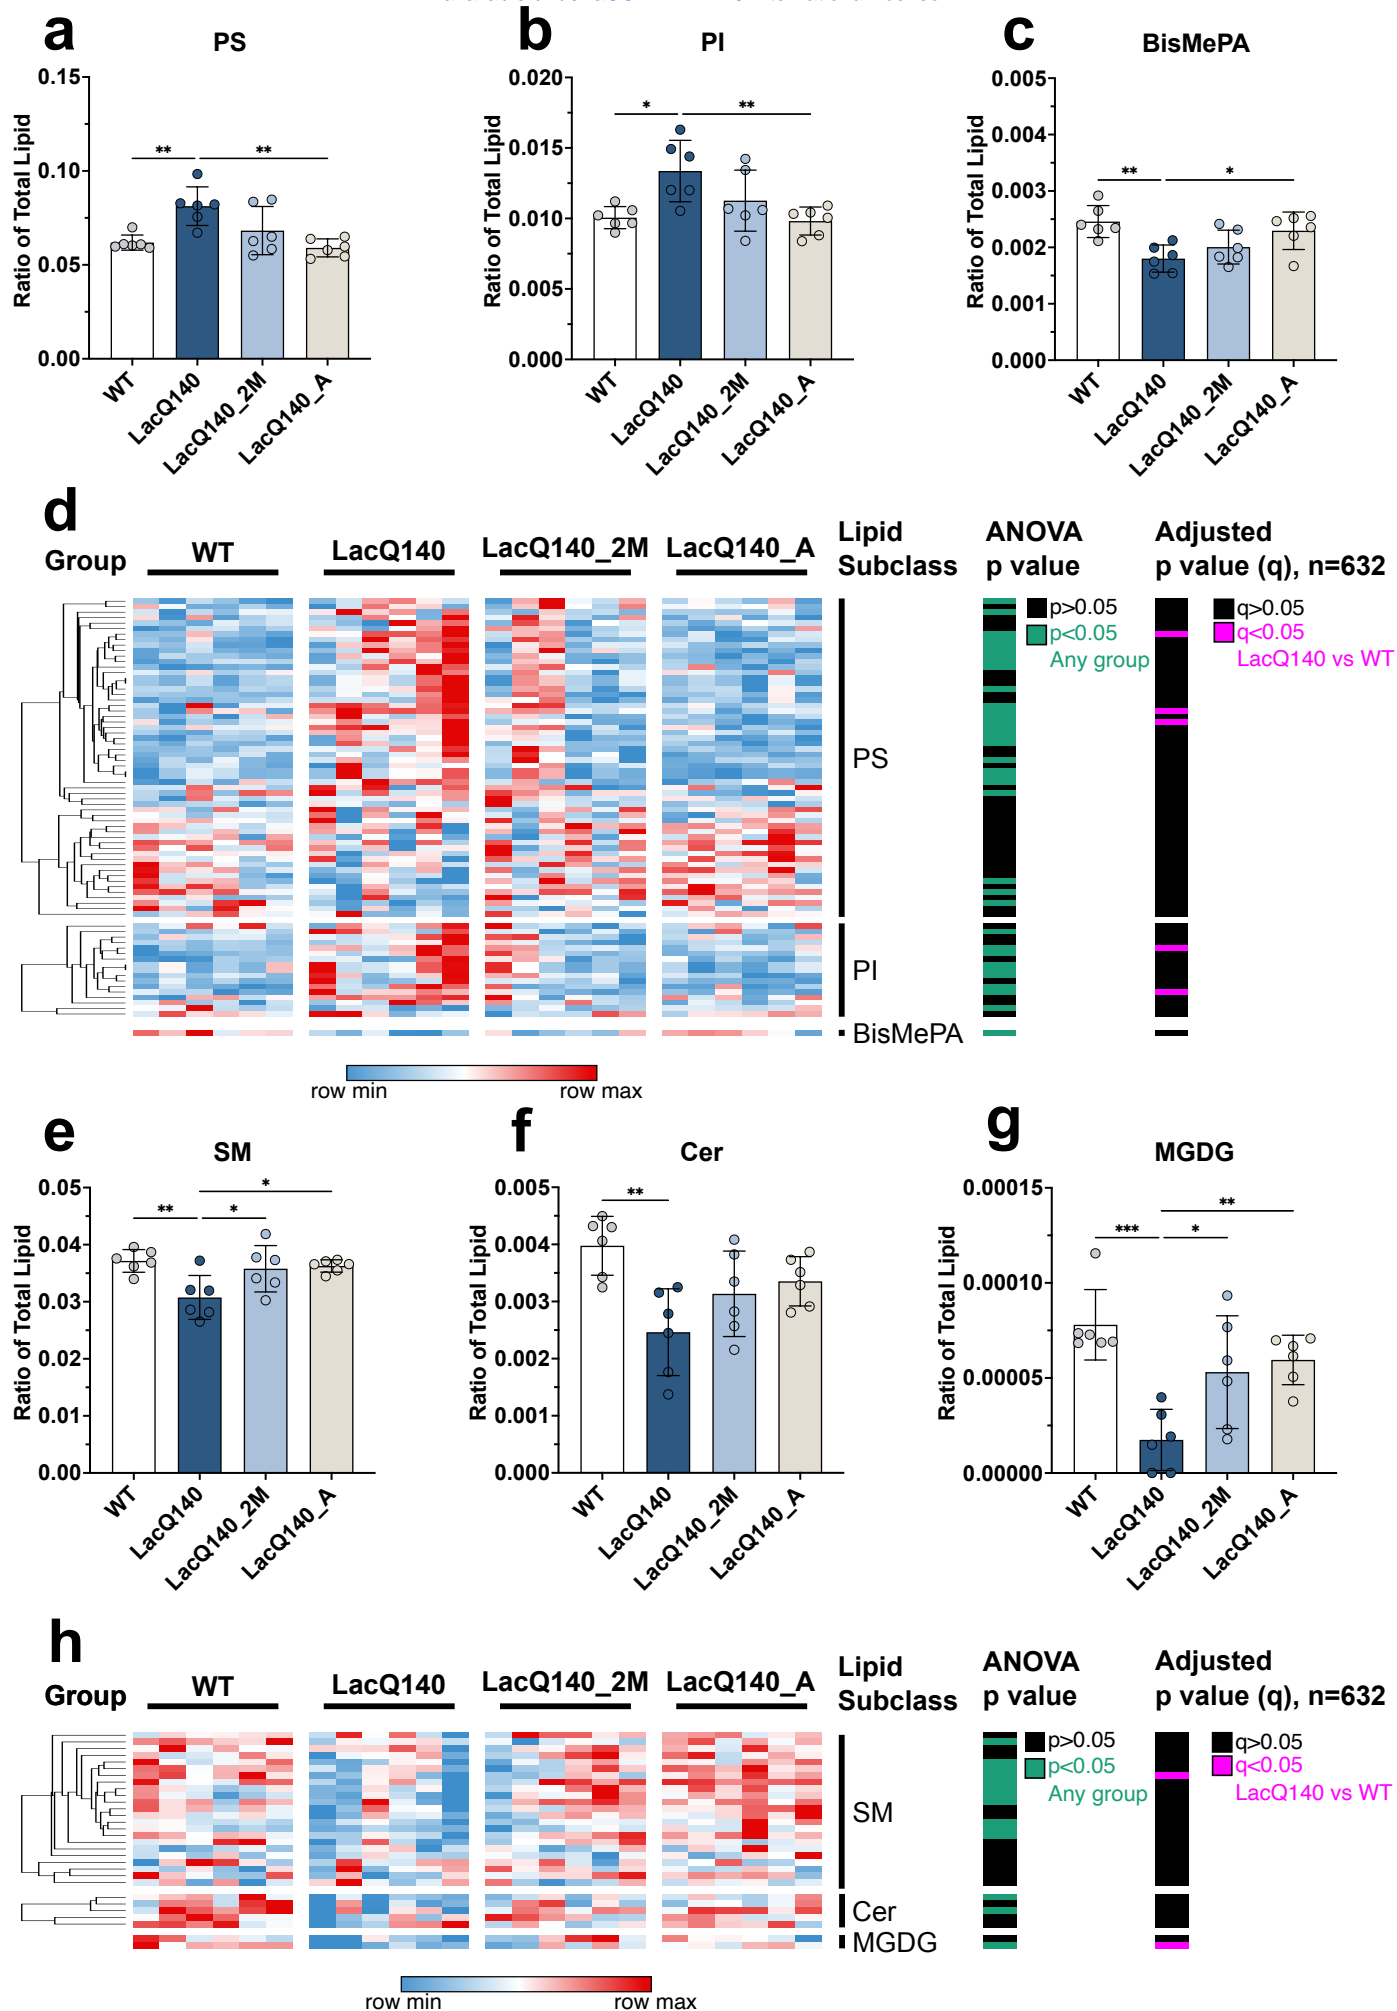 a
PS
Ratio of Total Lipid
0.15
0.10
0.05
0.00
** **
WT
LacQ140
LacQ140_2M
LacQ140_A
b
PI
Ratio of Total Lipid
0.020
0.015
0.010
0.005
0.000
* **
WT
LacQ140
LacQ140_2M
LacQ140_A
c
BisMePA
Ratio of Total Lipid
0.005
0.004
0.003
0.002
0.001
0.000
** *
WT
LacQ140
LacQ140_2M
LacQ140_A
d
Group
WT
LacQ140
LacQ140_2M
LacQ140_A
Lipid
Subclass
ANOVA
p value
Adjusted
p value (q), n=632
p>0.05
p<0.05
Any group
q>0.05
q<0.05
LacQ140 vs WT
PS
PI
BisMePA
row min
row max
e
SM
Ratio of Total Lipid
0.05
0.04
0.03
0.02
0.01
0.00
*
** *
WT
LacQ140
LacQ140_2M
LacQ140_A
f
Cer
Ratio of Total Lipid
0.005
0.004
0.003
0.002
0.001
0.000
**
WT
LacQ140
LacQ140_2M
LacQ140_A
g
MGDG
Ratio of Total Lipid
0.00015
0.00010
0.00005
0.00000
**
*** *
WT
LacQ140
LacQ140_2M
LacQ140_A
h
Group
WT
LacQ140
LacQ140_2M
LacQ140_A
Lipid
Subclass
ANOVA
p value
Adjusted
p value (q), n=632
p>0.05
p<0.05
Any group
q>0.05
q<0.05
LacQ140 vs WT
SM
Cer
MGDG
row min
row max